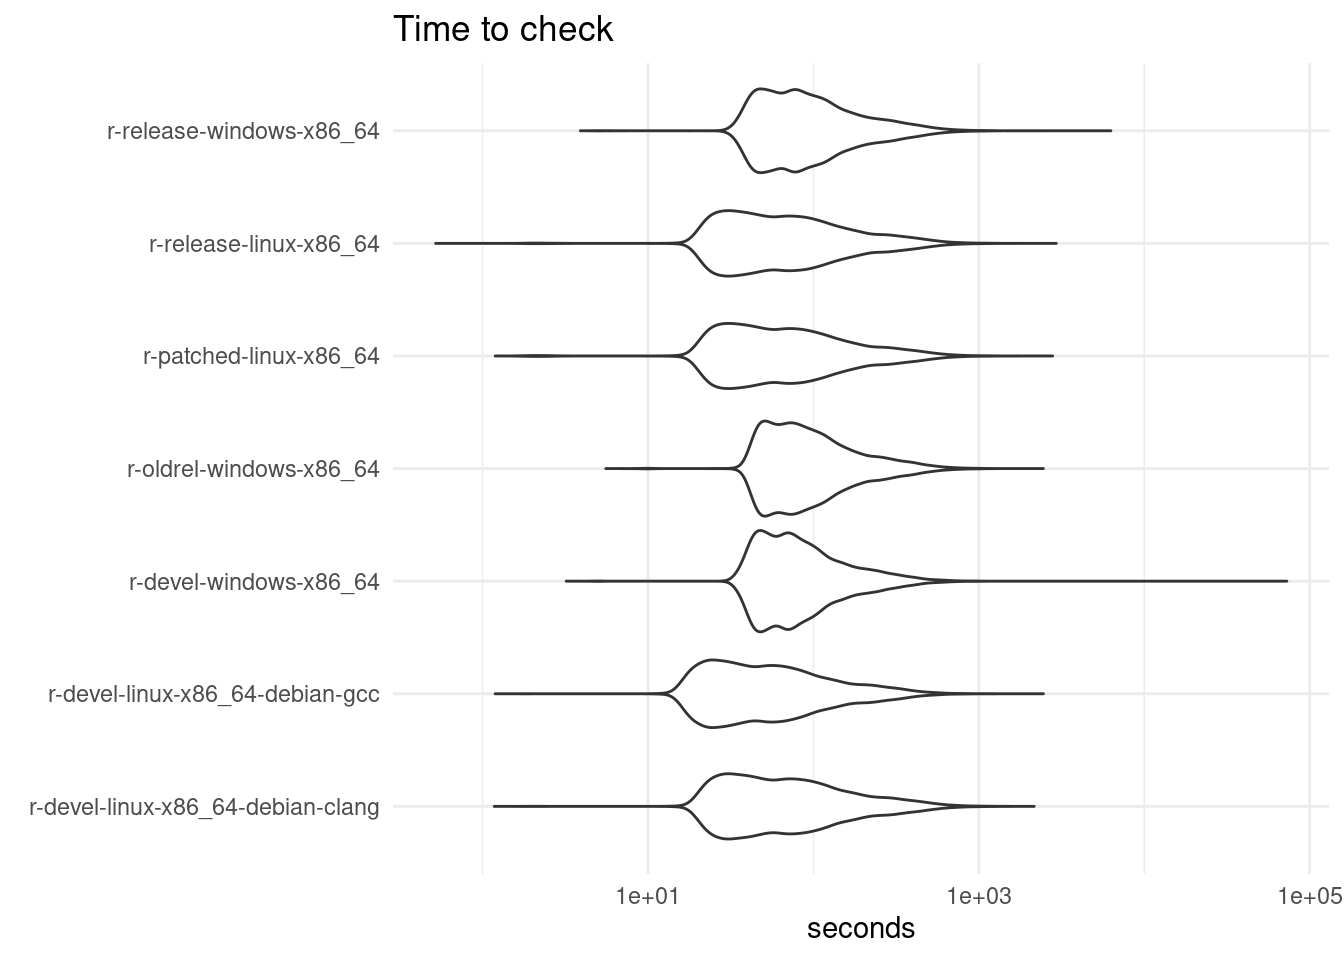 Time to check
r-release-windows-x86_64
r-release-linux-x86_64
r-patched-linux-x86_64
r-oldrel-windows-x86_64
r-devel-windows-x86_64
r-devel-linux-x86_64-debian-gcc
r-devel-linux-x86_64-debian-clang
1e+01 1e+03 1e+05
seconds